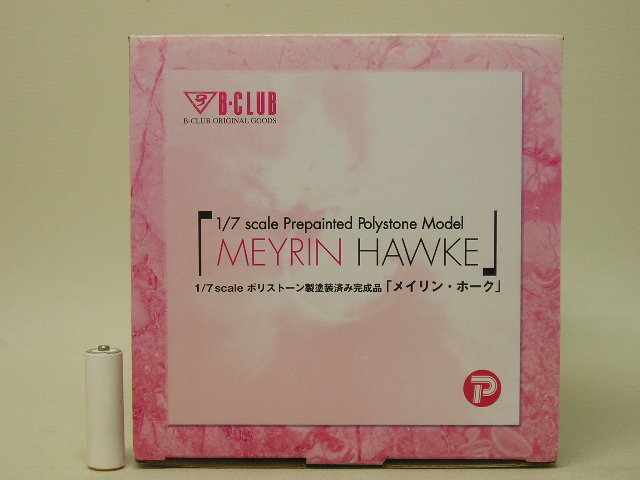 B-CLUB
B-CLUB ORIGINAL GOODS
「1/7 scale Prepainted Polystone Model
MEYRIN HAWKE」
1/7 scale ポリストーン製塗装済み完成品「メイリン・ホーク」
P